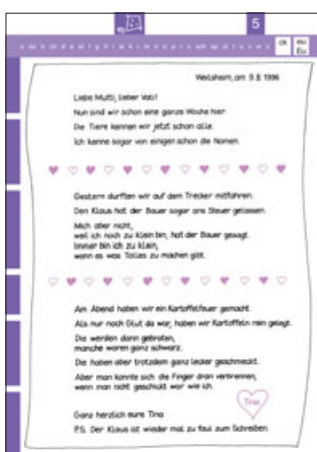 5
ck
eu
Eu
Weilsheim, am 9.8.1996
Liebe Mutti, lieber Vati!
Nun sind wir schon eine ganze Woche hier.
Die Tiere kennen wir jetzt schon alle.
Ich kenne sogar von einigen schon die Namen.
Gestern durften wir auf dem Trecker mitfahren.
Den Klaus hat der Bauer sogar ans Steuer gelassen.
Mich aber nicht,
weil ich noch zu klein bin, hat der Bauer gesagt.
Immer bin ich zu klein,
wenn es was Tolles zu machen gibt.
Am Abend haben wir ein Kartoffelfeuer gemacht.
Als nur noch Glut da war, haben wir Kartoffeln rein gelegt.
Die werden dann gebraten,
manche waren ganz schwarz.
Die haben aber trotzdem ganz lecker geschmeckt.
Aber man konnte sich die Finger dran verbrennen,
wenn man nicht geschickt war wie ich.
Tina
Ganz herzlich eure Tina
P.S. Der Klaus ist wieder mal zu faul zum Schreiben.